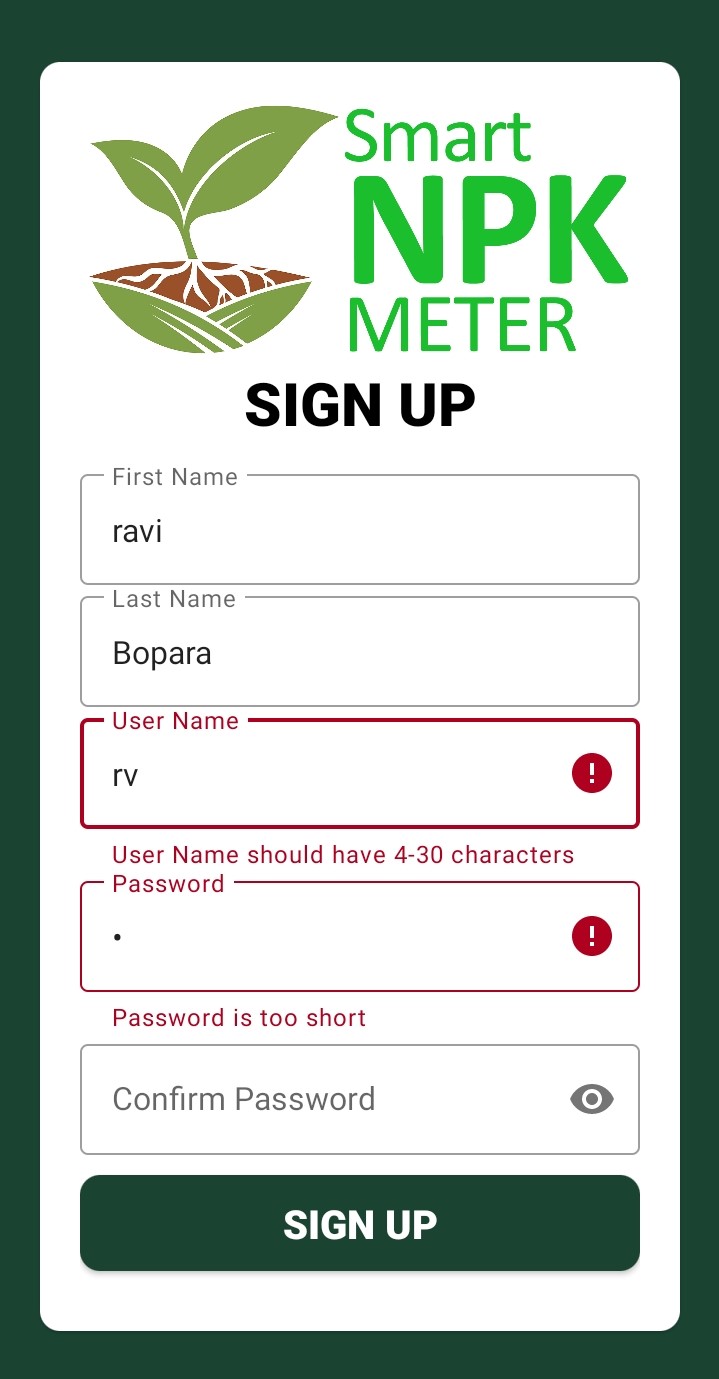 Smart
NPK
METER
SIGN UP
First Name
ravi
Last Name
Bopara
User Name
rv
User Name should have 4-30 characters
Password
•
Password is too short
Confirm Password
SIGN UP